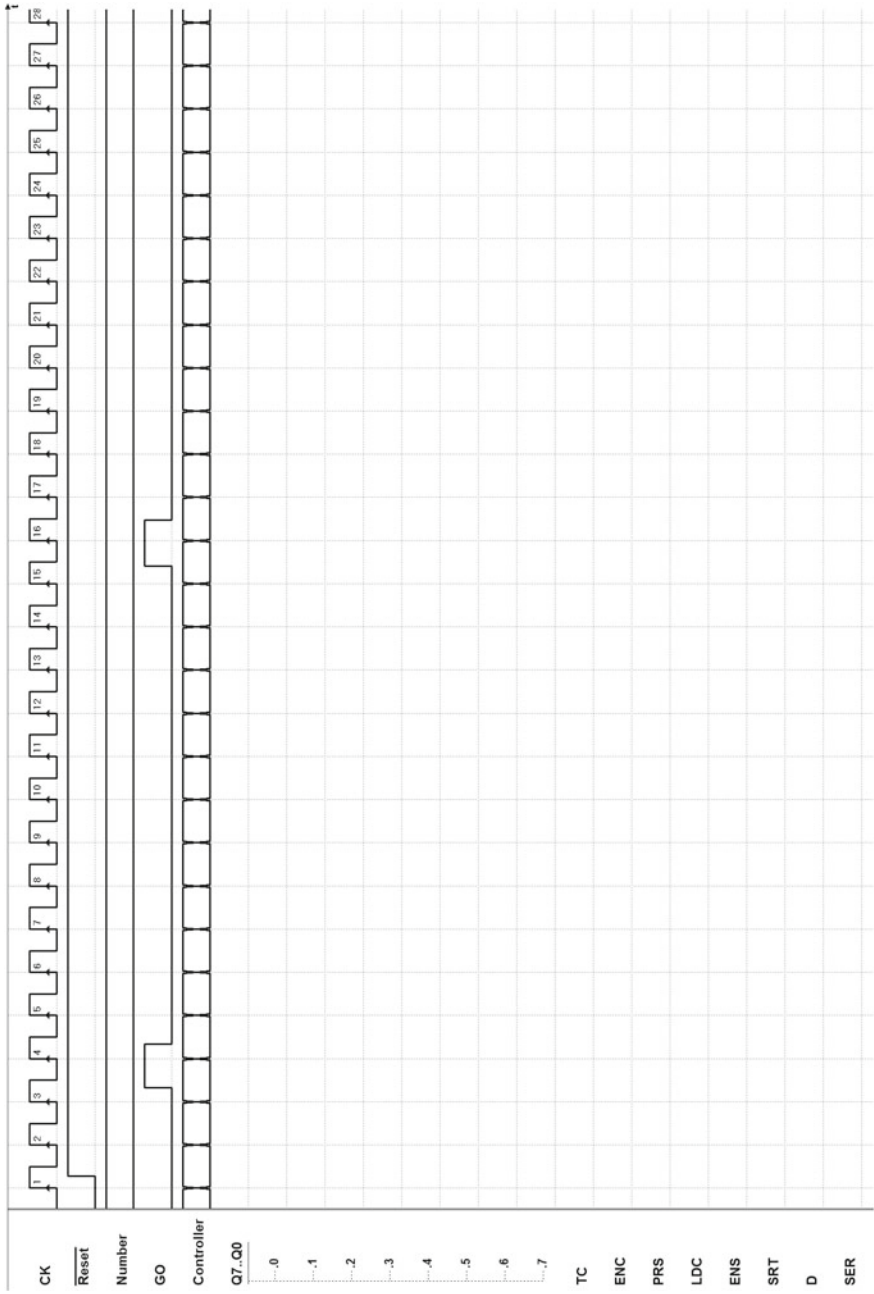 t
CK 1 2 3 4 5 6 7 8 9 10 11 12 13 14 15 16 17 18 19 20 21 22 23 24 25 26 27 28
Reset
Number
GO
Controller
Q7..Q0
.0
.1
.2
.3
.4
.5
.6
.7
TC
ENC
PRS
LDC
ENS
SRT
D
SER